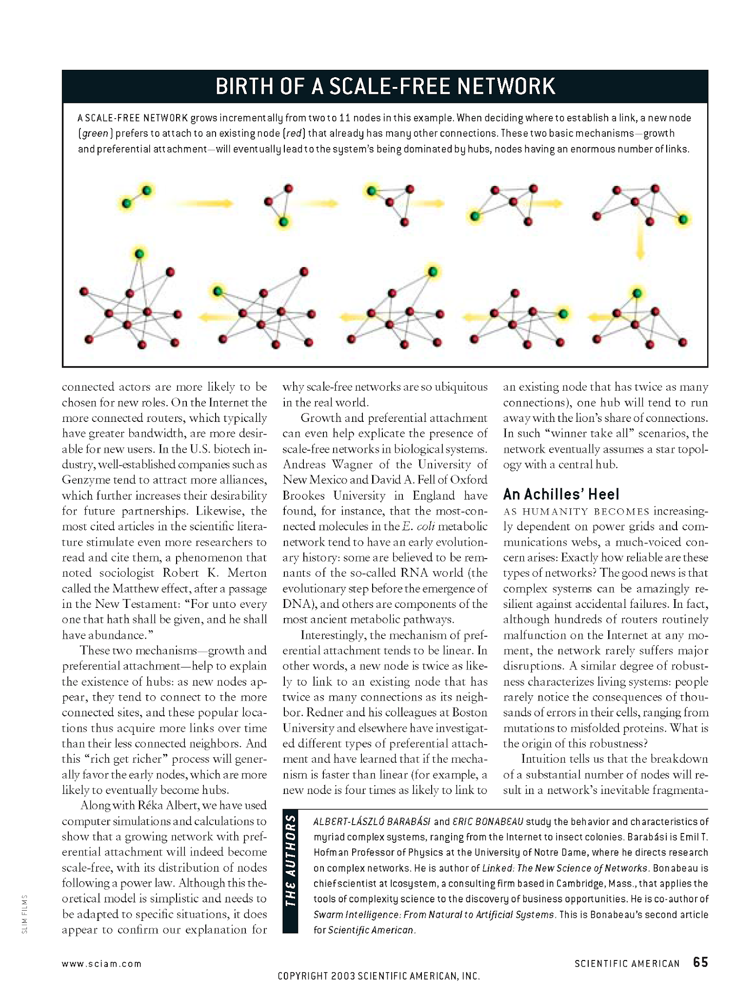 BIRTH OF A SCALE-FREE NETWORK
A SCALE-FREE NETWORK grows incrementally from two to 11 nodes in this example. When deciding where to establish a link, a new node
(green) prefers to attach to an existing node (red) that already has many other connections. These two basic mechanisms—growth
and preferential attachment—will eventually lead to the system's being dominated by hubs, nodes having an enormous number of links.
connected actors are more likely to be
chosen for new roles. On the Internet the
more connected routers, which typically
have greater bandwidth, are more desir-
able for new users. In the U.S. biotech in-
dustry, well-established companies such as
Genzyme tend to attract more alliances,
which further increases their desirability
for future partnerships. Likewise, the
most cited articles in the scientific litera-
ture stimulate even more researchers to
read and cite them, a phenomenon that
noted sociologist Robert K. Merton
called the Matthew effect, after a passage
in the New Testament: “For unto every
one that hath shall be given, and he shall
have abundance.”
These two mechanisms—growth and
preferential attachment—help to explain
the existence of hubs: as new nodes ap-
pear, they tend to connect to the more
connected sites, and these popular loca-
tions thus acquire more links over time
than their less connected neighbors. And
this “rich get richer” process will gener-
ally favor the early nodes, which are more
likely to eventually become hubs.
Along with Réka Albert, we have used
computer simulations and calculations to
show that a growing network with pref-
erential attachment will indeed become
scale-free, with its distribution of nodes
following a power law. Although this the-
oretical model is simplistic and needs to
be adapted to specific situations, it does
appear to confirm our explanation for
why scale-free networks are so ubiquitous
in the real world.
Growth and preferential attachment
can even help explicate the presence of
scale-free networks in biological systems.
Andreas Wagner of the University of
New Mexico and David A. Fell of Oxford
Brookes University in England have
found, for instance, that the most-con-
nected molecules in the E. coli metabolic
network tend to have an early evolution-
ary history: some are believed to be rem-
nants of the so-called RNA world (the
evolutionary step before the emergence of
DNA), and others are components of the
most ancient metabolic pathways.
Interestingly, the mechanism of pref-
erential attachment tends to be linear. In
other words, a new node is twice as like-
ly to link to an existing node that has
twice as many connections as its neigh-
bor. Redner and his colleagues at Boston
University and elsewhere have investigat-
ed different types of preferential attach-
ment and have learned that if the mecha-
nism is faster than linear (for example, a
new node is four times as likely to link to
an existing node that has twice as many
connections), one hub will tend to run
away with the lion's share of connections.
In such “winner take all” scenarios, the
network eventually assumes a star topol-
ogy with a central hub.
An Achilles' Heel
AS HUMANITY BECOMES increasing-
ly dependent on power grids and com-
munications webs, a much-voiced con-
cern arises: Exactly how reliable are these
types of networks? The good news is that
complex systems can be amazingly re-
silient against accidental failures. In fact,
although hundreds of routers routinely
malfunction on the Internet at any mo-
ment, the network rarely suffers major
disruptions. A similar degree of robust-
ness characterizes living systems: people
rarely notice the consequences of thou-
sands of errors in their cells, ranging from
mutations to misfolded proteins. What is
the origin of this robustness?
Intuition tells us that the breakdown
of a substantial number of nodes will re-
sult in a network's inevitable fragmenta-
THE AUTHORS
ALBERT-LÁSZLÓ BARABÁSI and ERIC BONABEAU study the behavior and characteristics of
myriad complex systems, ranging from the Internet to insect colonies. Barabási is Emil T.
Hofman Professor of Physics at the University of Notre Dame, where he directs research
on complex networks. He is author of Linked: The New Science of Networks. Bonabeau is
chief scientist at Icosystem, a consulting firm based in Cambridge, Mass., that applies the
tools of complexity science to the discovery of business opportunities. He is co-author of
Swarm Intelligence: From Natural to Artificial Systems. This is Bonabeau's second article
for Scientific American.
SLIM FILMS
www.sciam.com
SCIENTIFIC AMERICAN 65
COPYRIGHT 2003 SCIENTIFIC AMERICAN, INC.